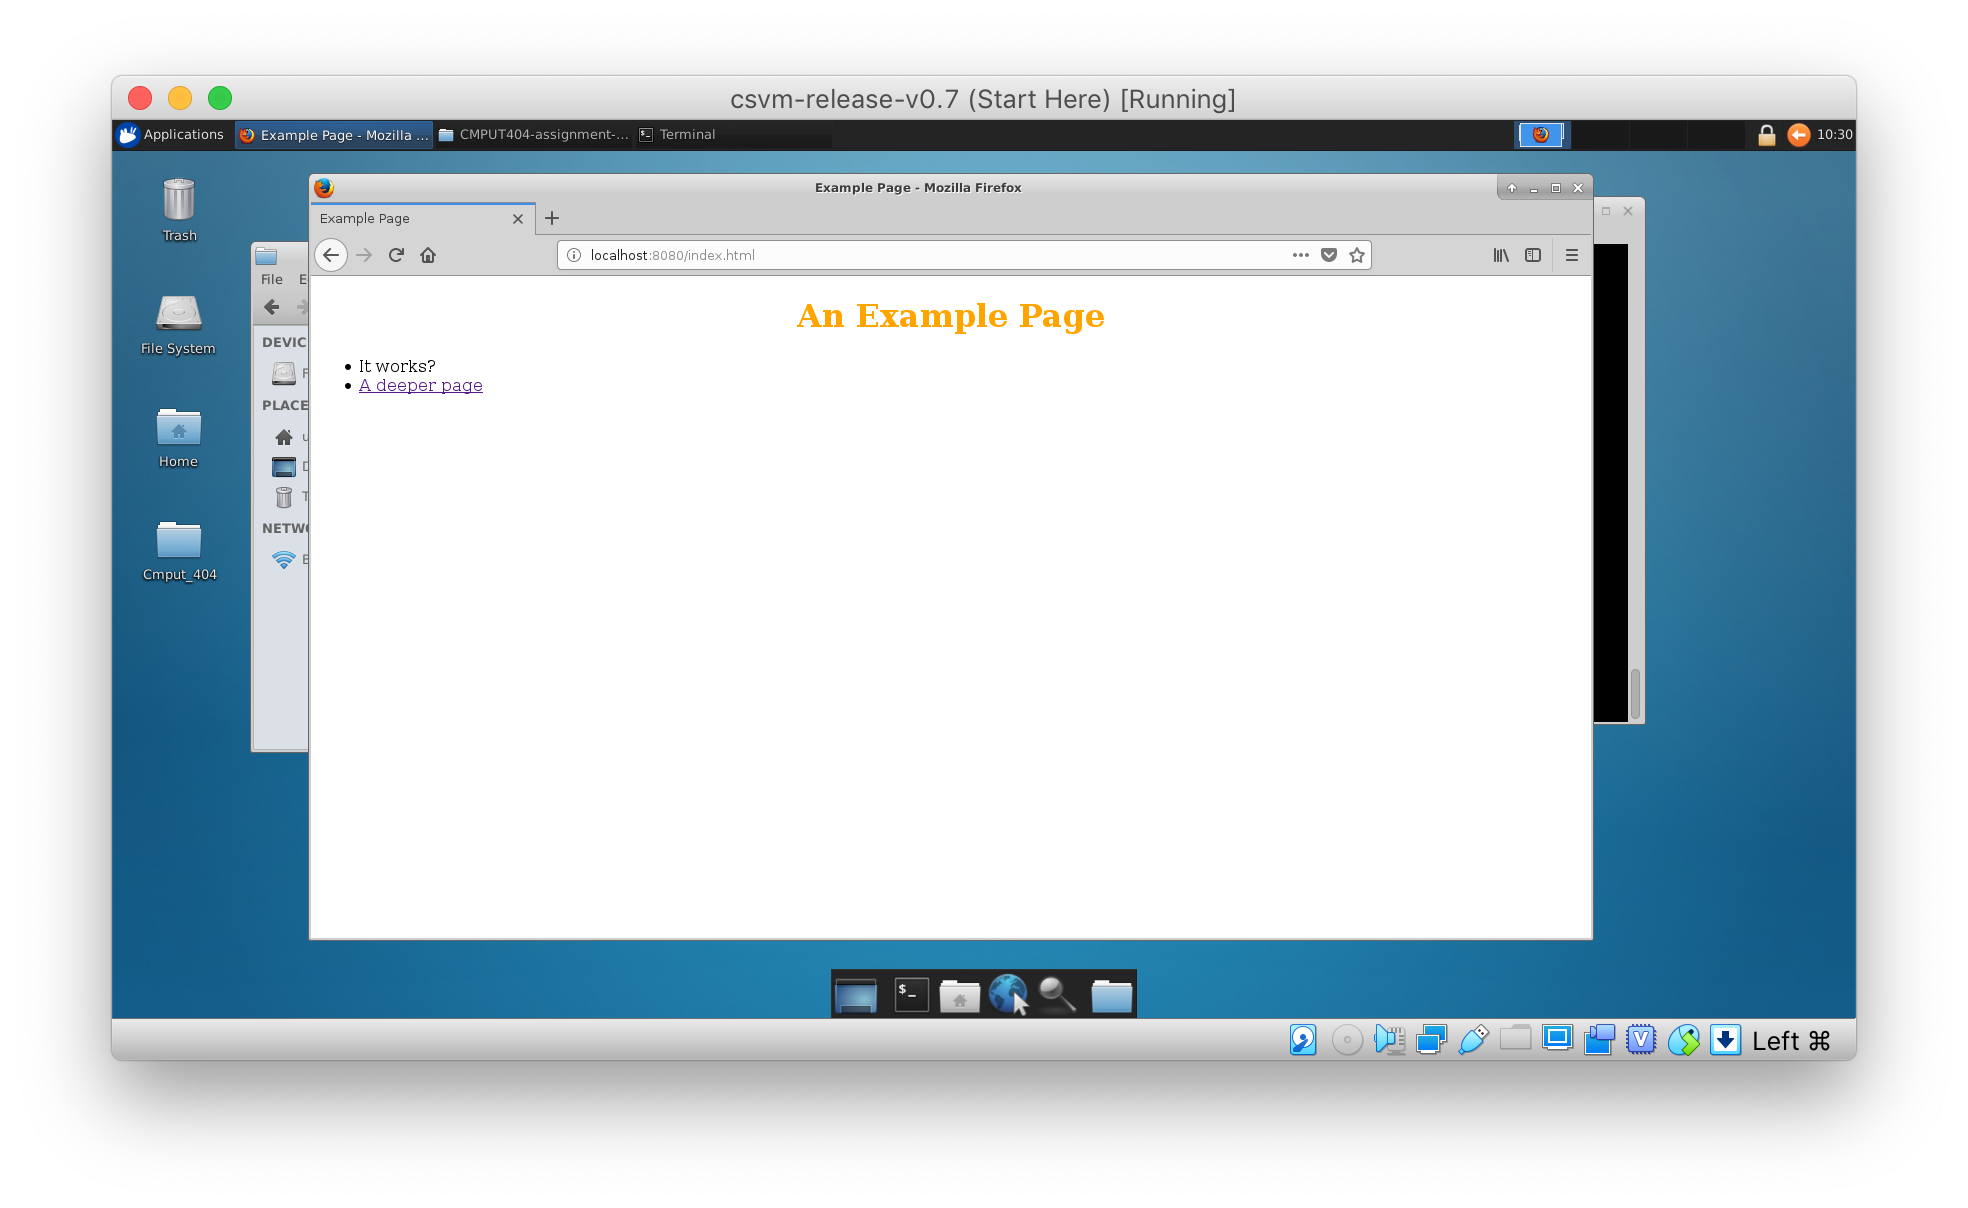 csvm-release-v0.7 (Start Here) [Running]
Applications
Example Page - Mozilla ...
CMPUT404-assignment-...
Terminal
10:30
Trash
File System
Home
Cmput_404
File E
DEVIC
F
PLACE
u
D
T
NETW
Example Page - Mozilla Firefox
Example Page
localhost:8080/index.html
An Example Page
• It works?
• A deeper page
$_
V
Left ⌘